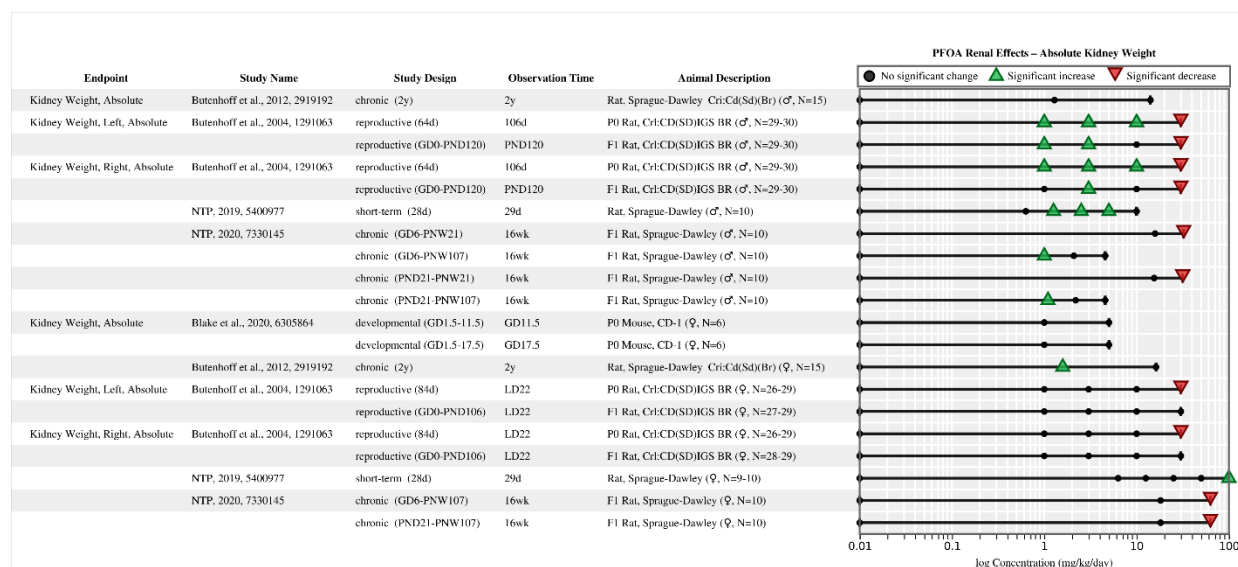 PFOA Renal Effects – Absolute Kidney Weight
Endpoint Study Name Study Design Observation Time Animal Description No significant change Significant increase Significant decrease
Kidney Weight, Absolute Butenhoff et al., 2012, 2919192 chronic (2y) 2y Rat, Sprague-Dawley Cri:Cd(Sd)(Br) (♂, N=15)
Kidney Weight, Left, Absolute Butenhoff et al., 2004, 1291063 reproductive (64d) 106d P0 Rat, Crl:CD(SD)IGS BR (♂, N=29-30)
reproductive (GD0-PND120) PND120 F1 Rat, Crl:CD(SD)IGS BR (♂, N=29-30)
Kidney Weight, Right, Absolute Butenhoff et al., 2004, 1291063 reproductive (64d) 106d P0 Rat, Crl:CD(SD)IGS BR (♂, N=29-30)
reproductive (GD0-PND120) PND120 F1 Rat, Crl:CD(SD)IGS BR (♂, N=29-30)
NTP, 2019, 5400977 short-term (28d) 29d Rat, Sprague-Dawley (♂, N=10)
NTP, 2020, 7330145 chronic (GD6-PNW21) 16wk F1 Rat, Sprague-Dawley (♂, N=10)
chronic (GD6-PNW107) 16wk F1 Rat, Sprague-Dawley (♂, N=10)
chronic (PND21-PNW21) 16wk F1 Rat, Sprague-Dawley (♂, N=10)
chronic (PND21-PNW107) 16wk F1 Rat, Sprague-Dawley (♂, N=10)
Kidney Weight, Absolute Blake et al., 2020, 6305864 developmental (GD1.5-11.5) GD11.5 P0 Mouse, CD-1 (♀, N=6)
developmental (GD1.5-17.5) GD17.5 P0 Mouse, CD-1 (♀, N=6)
Butenhoff et al., 2012, 2919192 chronic (2y) 2y Rat, Sprague-Dawley Cri:Cd(Sd)(Br) (♀, N=15)
Kidney Weight, Left, Absolute Butenhoff et al., 2004, 1291063 reproductive (84d) LD22 P0 Rat, Crl:CD(SD)IGS BR (♀, N=26-29)
reproductive (GD0-PND106) LD22 F1 Rat, Crl:CD(SD)IGS BR (♀, N=27-29)
Kidney Weight, Right, Absolute Butenhoff et al., 2004, 1291063 reproductive (84d) LD22 P0 Rat, Crl:CD(SD)IGS BR (♀, N=26-29)
reproductive (GD0-PND106) LD22 F1 Rat, Crl:CD(SD)IGS BR (♀, N=28-29)
NTP, 2019, 5400977 short-term (28d) 29d Rat, Sprague-Dawley (♀, N=9-10)
NTP, 2020, 7330145 chronic (GD6-PNW107) 16wk F1 Rat, Sprague-Dawley (♀, N=10)
chronic (PND21-PNW107) 16wk F1 Rat, Sprague-Dawley (♀, N=10)
0.01 0.1 1 10 100
log Concentration (mg/kg/day)